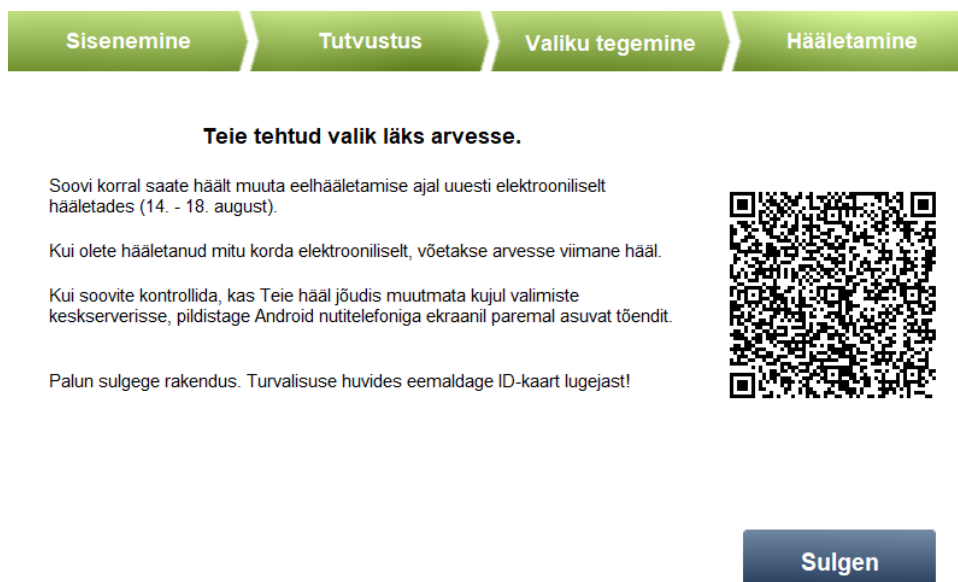 Sisenemine
Tutvustus
Valiku tegemine
Hääletamine
Teie tehtud valik läks arvesse.
Soovi korral saate häält muuta eelhääletamise ajal uuesti elektrooniliselt
hääletades (14. - 18. august).
Kui olete hääletanud mitu korda elektrooniliselt, võetakse arvesse viimane hääl.
Kui soovite kontrollida, kas Teie hääl jõudis muutmata kujul valimiste
keskserverisse, pildistage Android nutitelefoniga ekraanil paremal asuvat tõendit.
Palun sulgege rakendus. Turvalisuse huvides eemaldage ID-kaart lugejast!
Sulgen